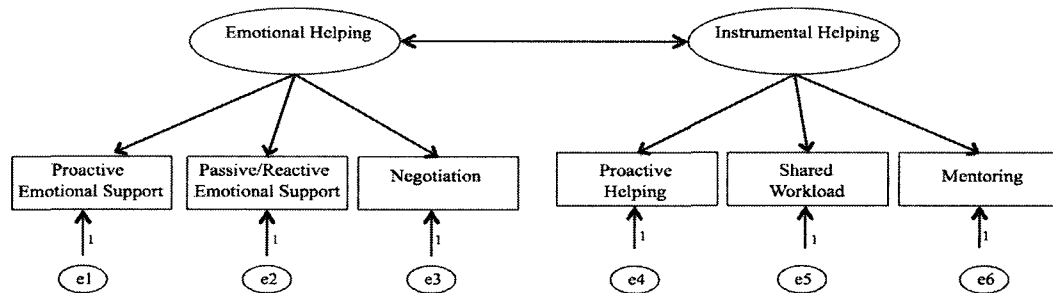 Emotional Helping
Instrumental Helping
Proactive
Emotional Support
Passive/Reactive
Emotional Support
Negotiation
Proactive
Helping
Shared
Workload
Mentoring
1
1
1
1
1
1
e1
e2
e3
e4
e5
e6